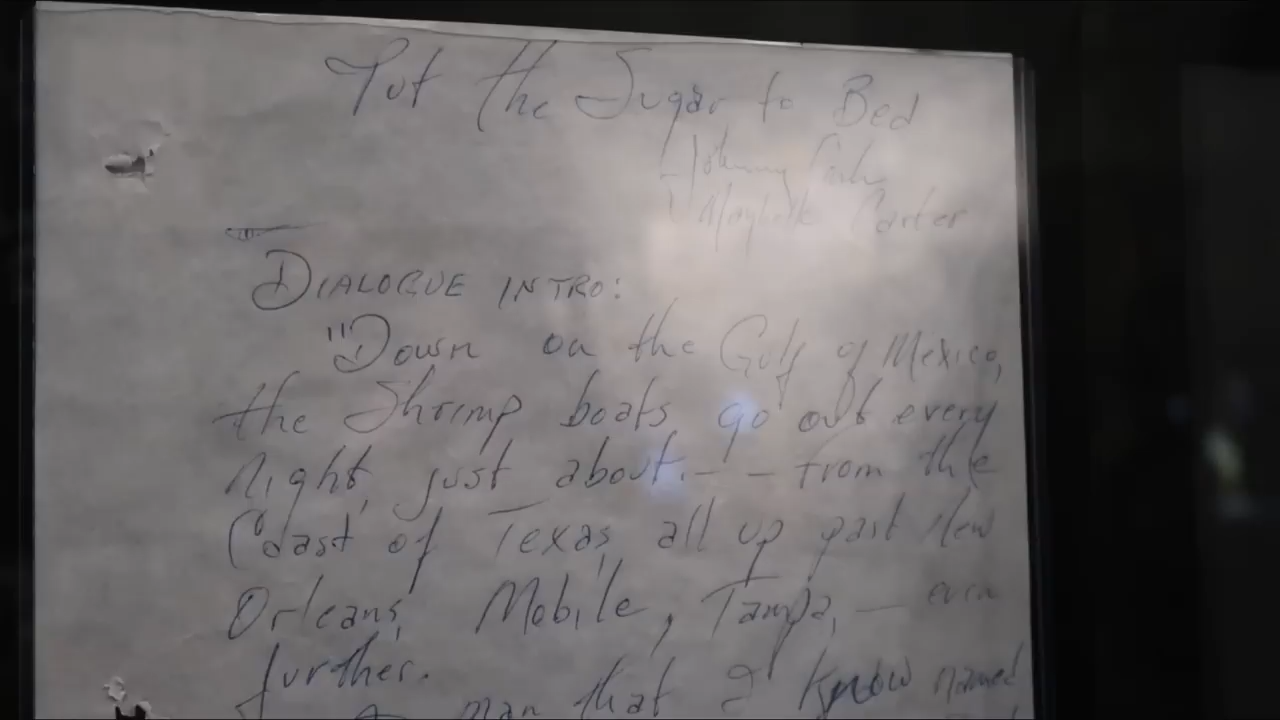 Put the Sugar to Bed
Johnny Cash
Maybelle Carter
DIALOGUE INTRO:
"Down on the Gulf of Mexico,
the Shrimp boats go out every
Night, just about. - - from the
Coast of Texas, all up past New
Orleans, Mobile, Tampa, — even
further.
A man that I know named